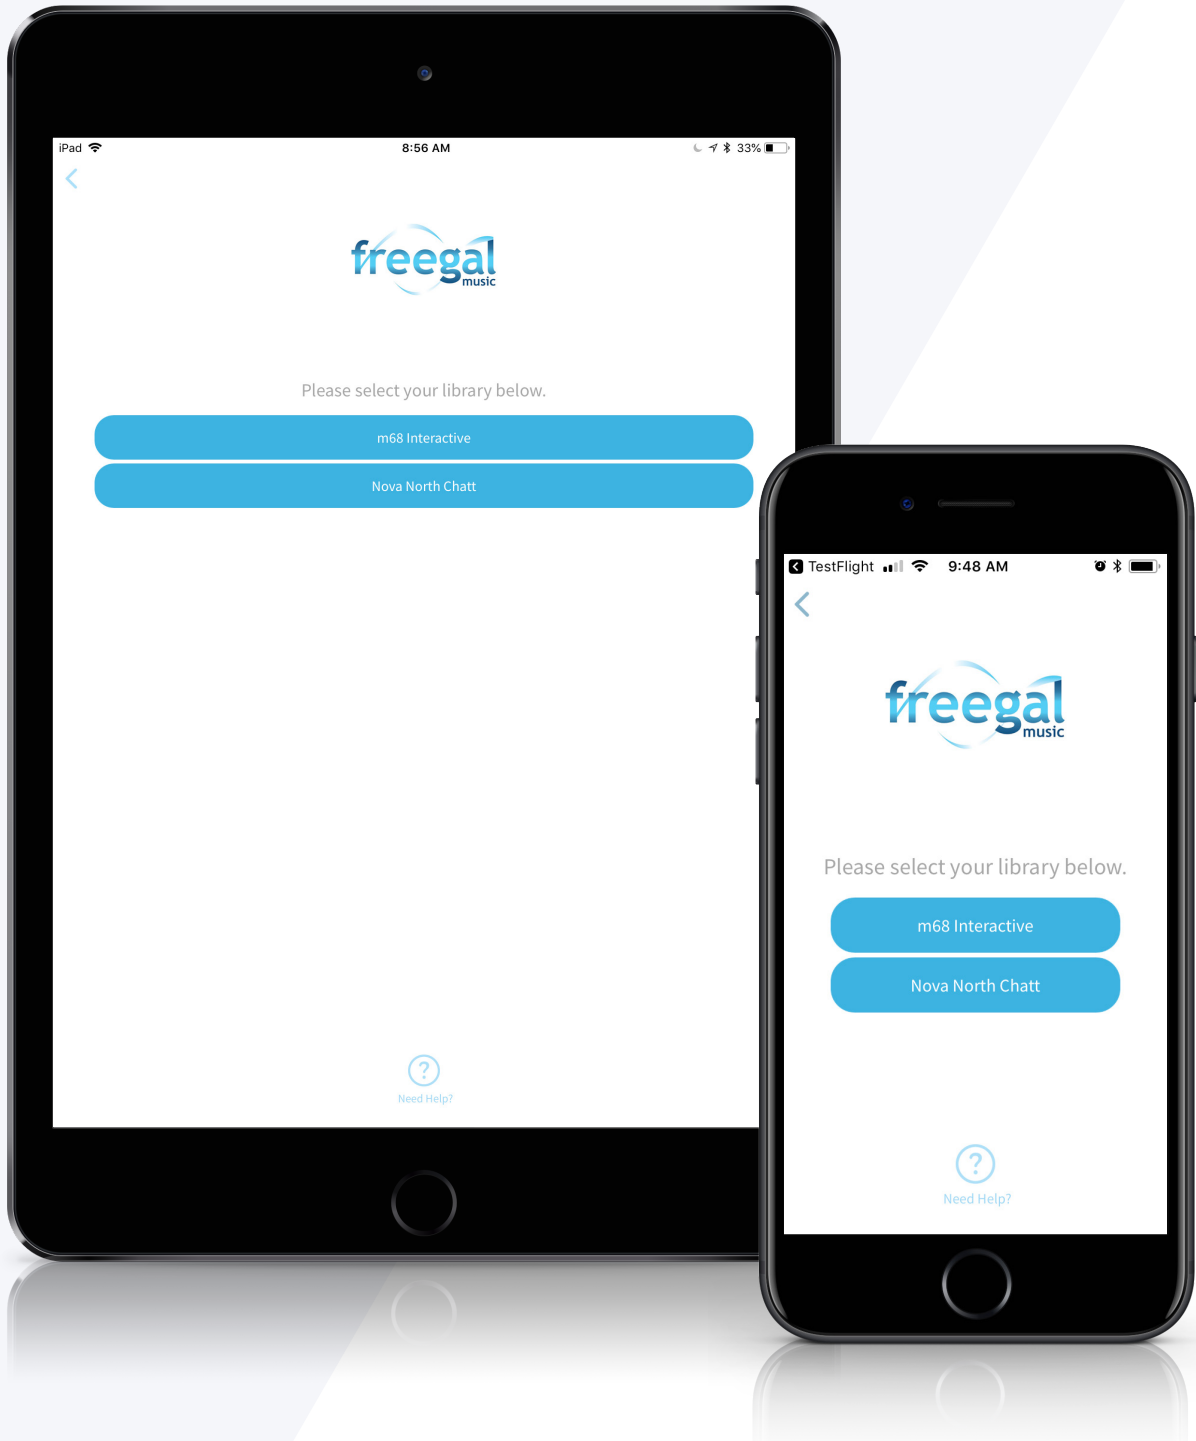 iPad
8:56 AM
33%
freegal
music
Please select your library below.
m68 Interactive
Nova North Chatt
Need Help?
TestFlight
9:48 AM
freegal
music
Please select your library below.
m68 Interactive
Nova North Chatt
Need Help?